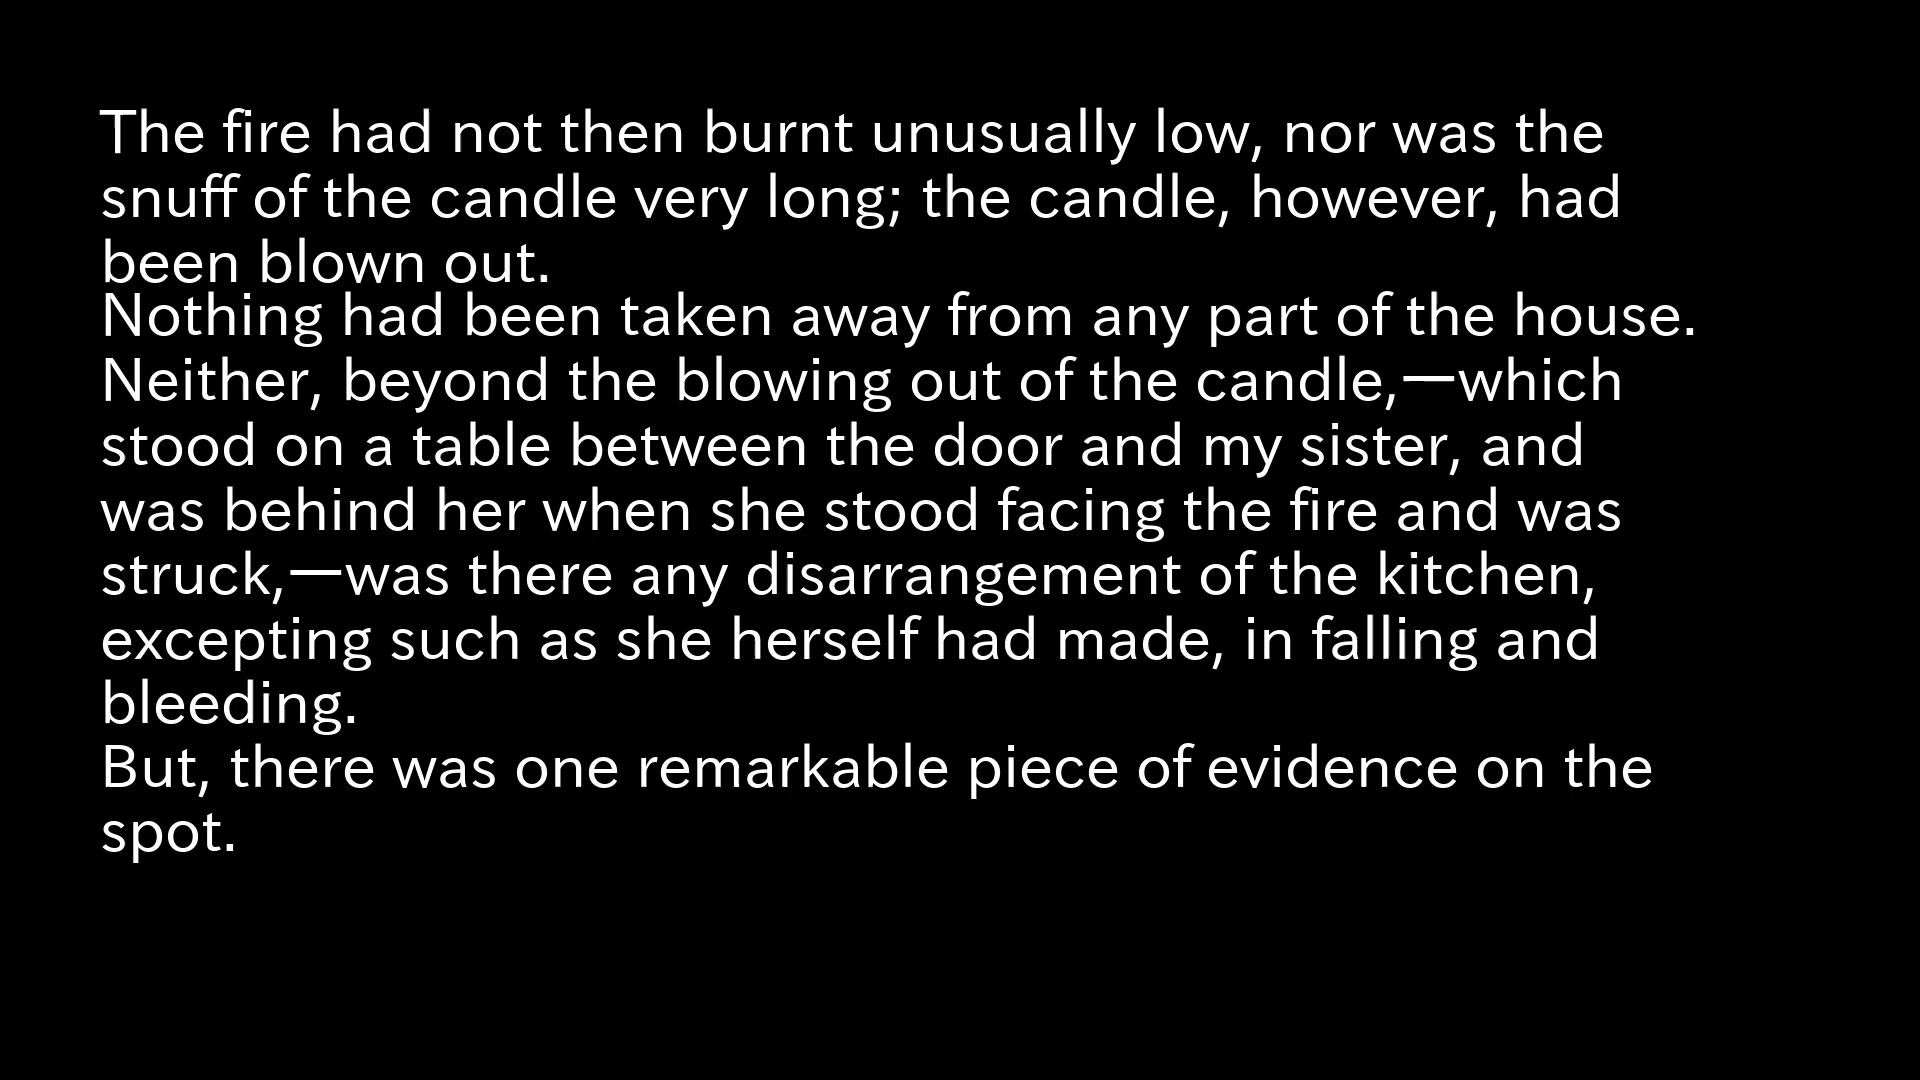 The fire had not then burnt unusually low, nor was the
snuff of the candle very long; the candle, however, had
been blown out.
Nothing had been taken away from any part of the house.
Neither, beyond the blowing out of the candle,—which
stood on a table between the door and my sister, and
was behind her when she stood facing the fire and was
struck,—was there any disarrangement of the kitchen,
excepting such as she herself had made, in falling and
bleeding.
But, there was one remarkable piece of evidence on the
spot.